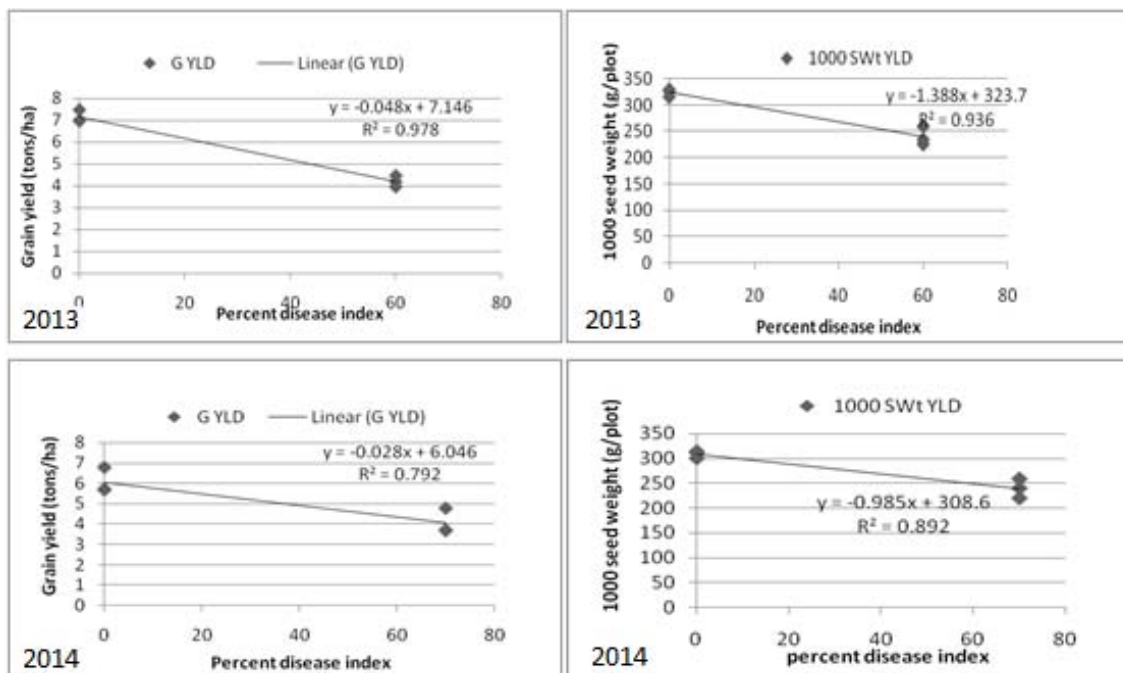 G YLD Linear (G YLD)
y = -0.048x + 7.146
R² = 0.978
Grain yield (tons/ha)
8
7
6
5
4
3
2
1
0
0 20 40 60 80
Percent disease index
2013
1000 SWt YLD
y = -1.388x + 323.7
R² = 0.936
1000 seed weight (g/plot)
350
300
250
200
150
100
50
0
0 20 40 60 80
Percent disease index
2013
G YLD Linear (G YLD)
y = -0.028x + 6.046
R² = 0.792
Grain yield (tons/ha)
8
7
6
5
4
3
2
1
0
0 20 40 60 80
Percent disease index
2014
1000 SWt YLD
y = -0.985x + 308.6
R² = 0.892
1000 seed weight (g/plot)
350
300
250
200
150
100
50
0
0 20 40 60 80
percent disease index
2014